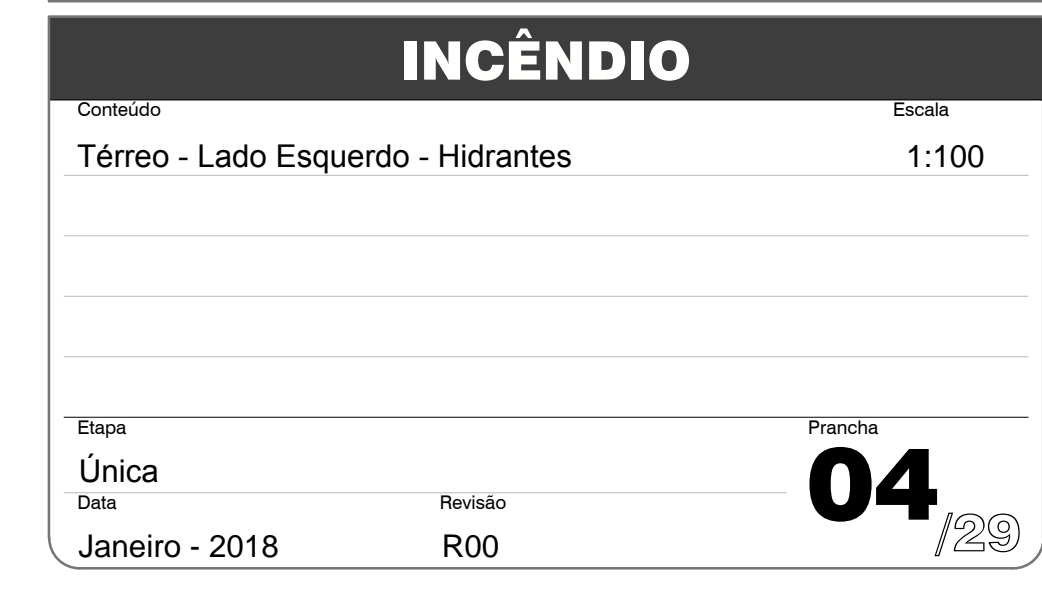 INCÊNDIO
Conteúdo Escala
Térreo - Lado Esquerdo - Hidrantes 1:100
Etapa Prancha
Única
04/29
Data Revisão
Janeiro - 2018 R00